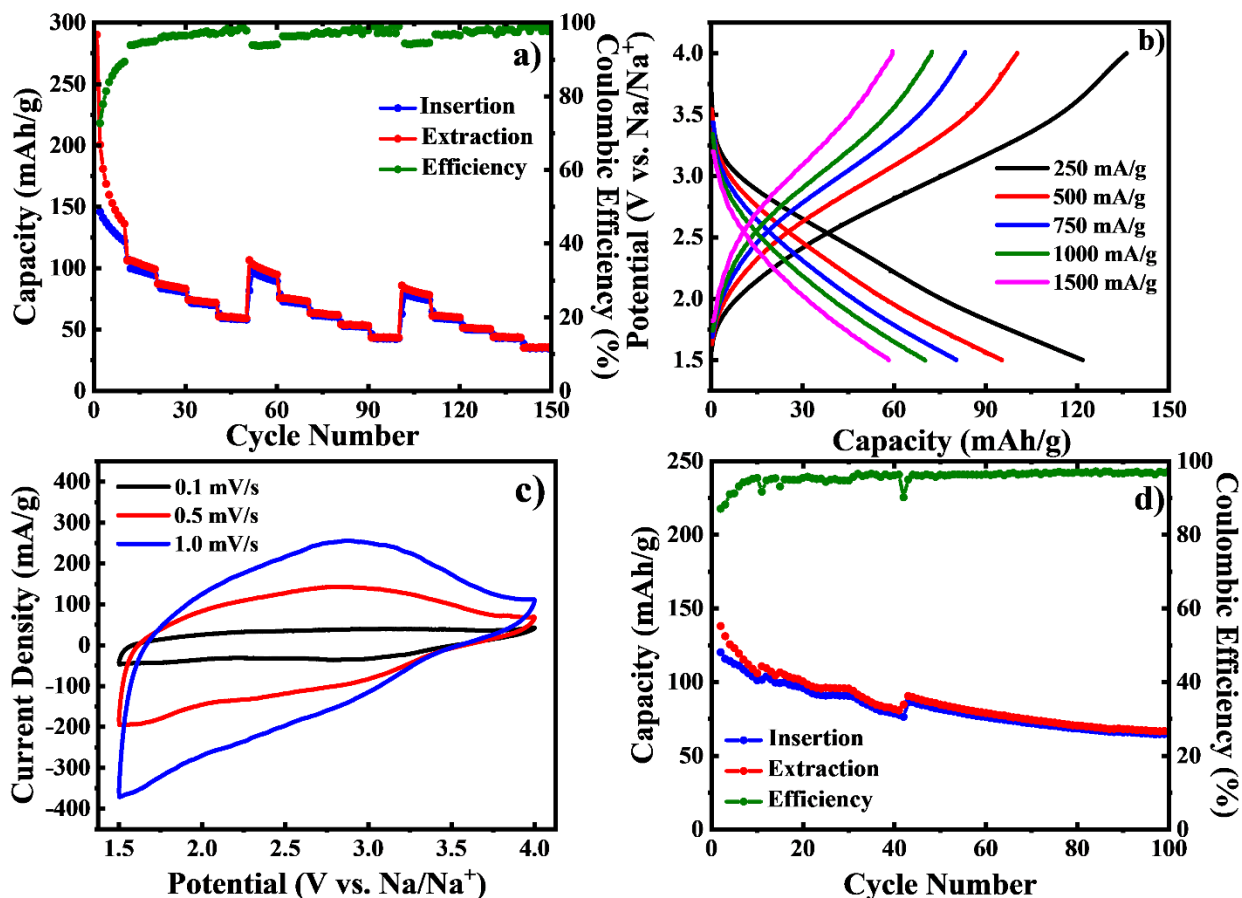 a)
Capacity (mAh/g)
300
250
200
150
100
50
0
Insertion
Extraction
Efficiency
100
80
60
40
20
0
Coulombic Efficiency (%)
0 30 60 90 120 150
Cycle Number
b)
Potential (V vs. Na/Na⁺)
4.0
3.5
3.0
2.5
2.0
1.5
250 mA/g
500 mA/g
750 mA/g
1000 mA/g
1500 mA/g
0 30 60 90 120 150
Capacity (mAh/g)
c)
Current Density (mA/g)
400
300
200
100
0
-100
-200
-300
-400
0.1 mV/s
0.5 mV/s
1.0 mV/s
1.5 2.0 2.5 3.0 3.5 4.0
Potential (V vs. Na/Na⁺)
d)
Capacity (mAh/g)
250
200
150
100
50
0
Insertion
Extraction
Efficiency
100
80
60
40
20
0
Coulombic Efficiency (%)
0 20 40 60 80 100
Cycle Number